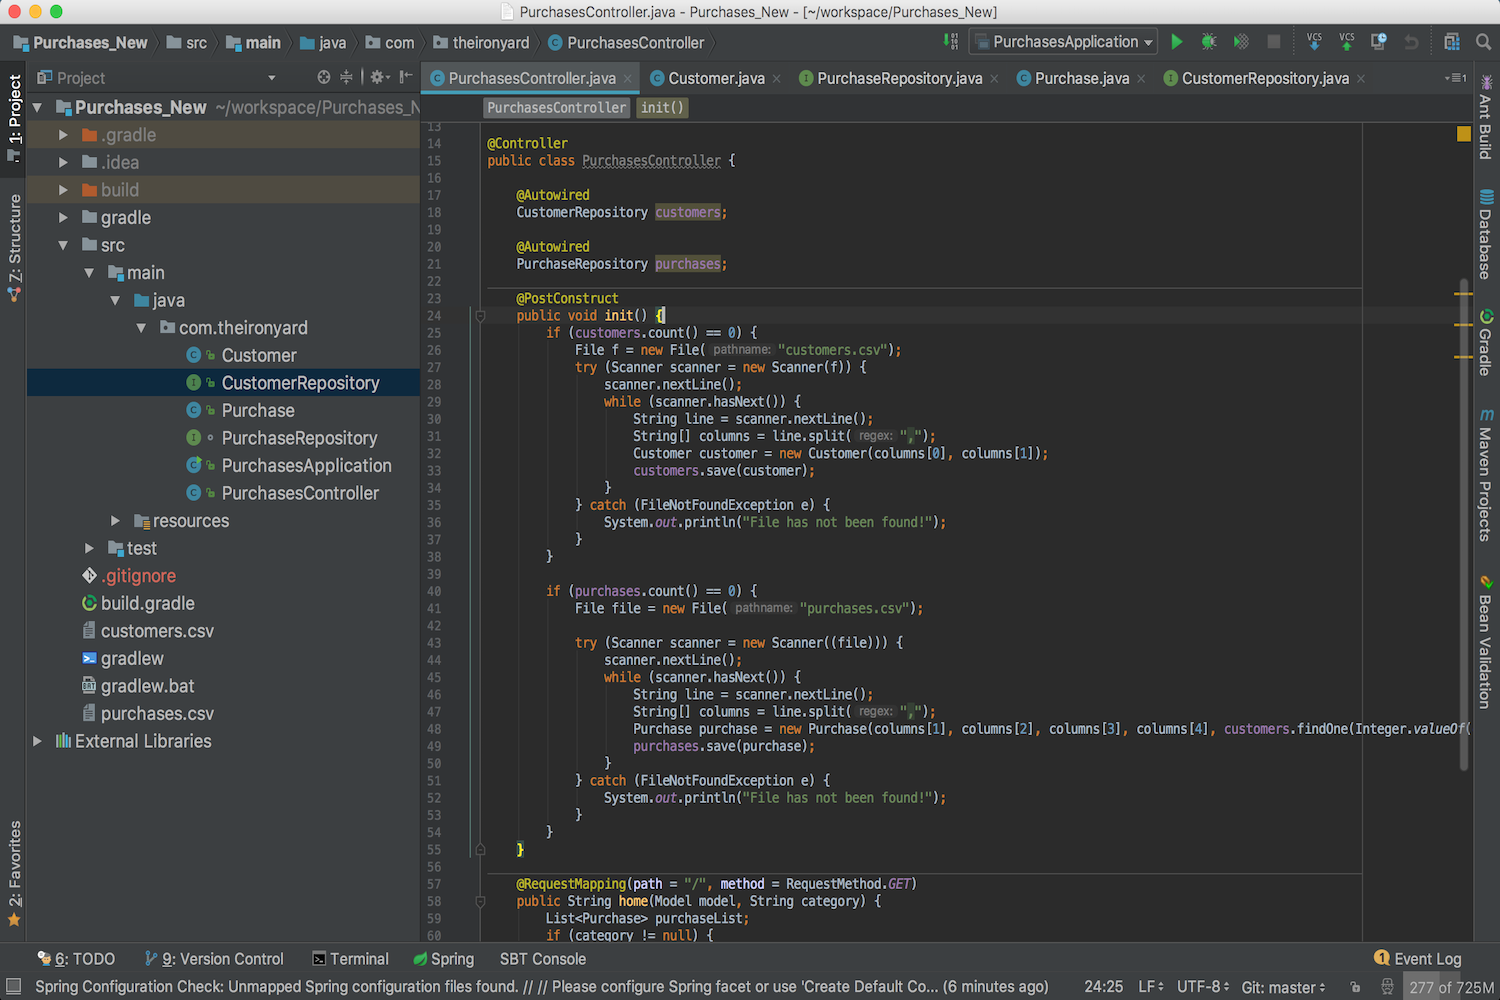 PurchasesController.java - Purchases_New - [~/workspace/Purchases_New]
Purchases_New src main java com theironyard PurchasesController PurchasesApplication VCS VCS
1: Project
Z: Structure
2: Favorites
Project
Purchases_New ~/workspace/Purchases_N
.gradle
.idea
build
gradle
src
main
java
com.theironyard
Customer
CustomerRepository
Purchase
PurchaseRepository
PurchasesApplication
PurchasesController
resources
test
.gitignore
build.gradle
customers.csv
gradlew
gradlew.bat
purchases.csv
External Libraries
PurchasesController.java Customer.java PurchaseRepository.java Purchase.java CustomerRepository.java
PurchasesController init()
13
14 @Controller
15 public class PurchasesController {
16
17 @Autowired
18 CustomerRepository customers;
19
20 @Autowired
21 PurchaseRepository purchases;
22
23 @PostConstruct
24 public void init() {
25 if (customers.count() == 0) {
26 File f = new File( pathname: "customers.csv");
27 try (Scanner scanner = new Scanner(f)) {
28 scanner.nextLine();
29 while (scanner.hasNext()) {
30 String line = scanner.nextLine();
31 String[] columns = line.split( regex: ",");
32 Customer customer = new Customer(columns[0], columns[1]);
33 customers.save(customer);
34 }
35 } catch (FileNotFoundException e) {
36 System.out.println("File has not been found!");
37 }
38 }
39
40 if (purchases.count() == 0) {
41 File file = new File( pathname: "purchases.csv");
42
43 try (Scanner scanner = new Scanner((file))) {
44 scanner.nextLine();
45 while (scanner.hasNext()) {
46 String line = scanner.nextLine();
47 String[] columns = line.split( regex: ",");
48 Purchase purchase = new Purchase(columns[1], columns[2], columns[3], columns[4], customers.findOne(Integer.valueOf(
49 purchases.save(purchase);
50 }
51 } catch (FileNotFoundException e) {
52 System.out.println("File has not been found!");
53 }
54 }
55 }
56
57 @RequestMapping(path = "/", method = RequestMethod.GET)
58 public String home(Model model, String category) {
59 List<Purchase> purchaseList;
60 if (category != null) {
Ant Build
Database
Gradle
Maven Projects
Bean Validation
6: TODO 9: Version Control Terminal Spring SBT Console 1 Event Log
Spring Configuration Check: Unmapped Spring configuration files found. // // Please configure Spring facet or use 'Create Default Co... (6 minutes ago) 24:25 LF UTF-8 Git: master 277 of 725M